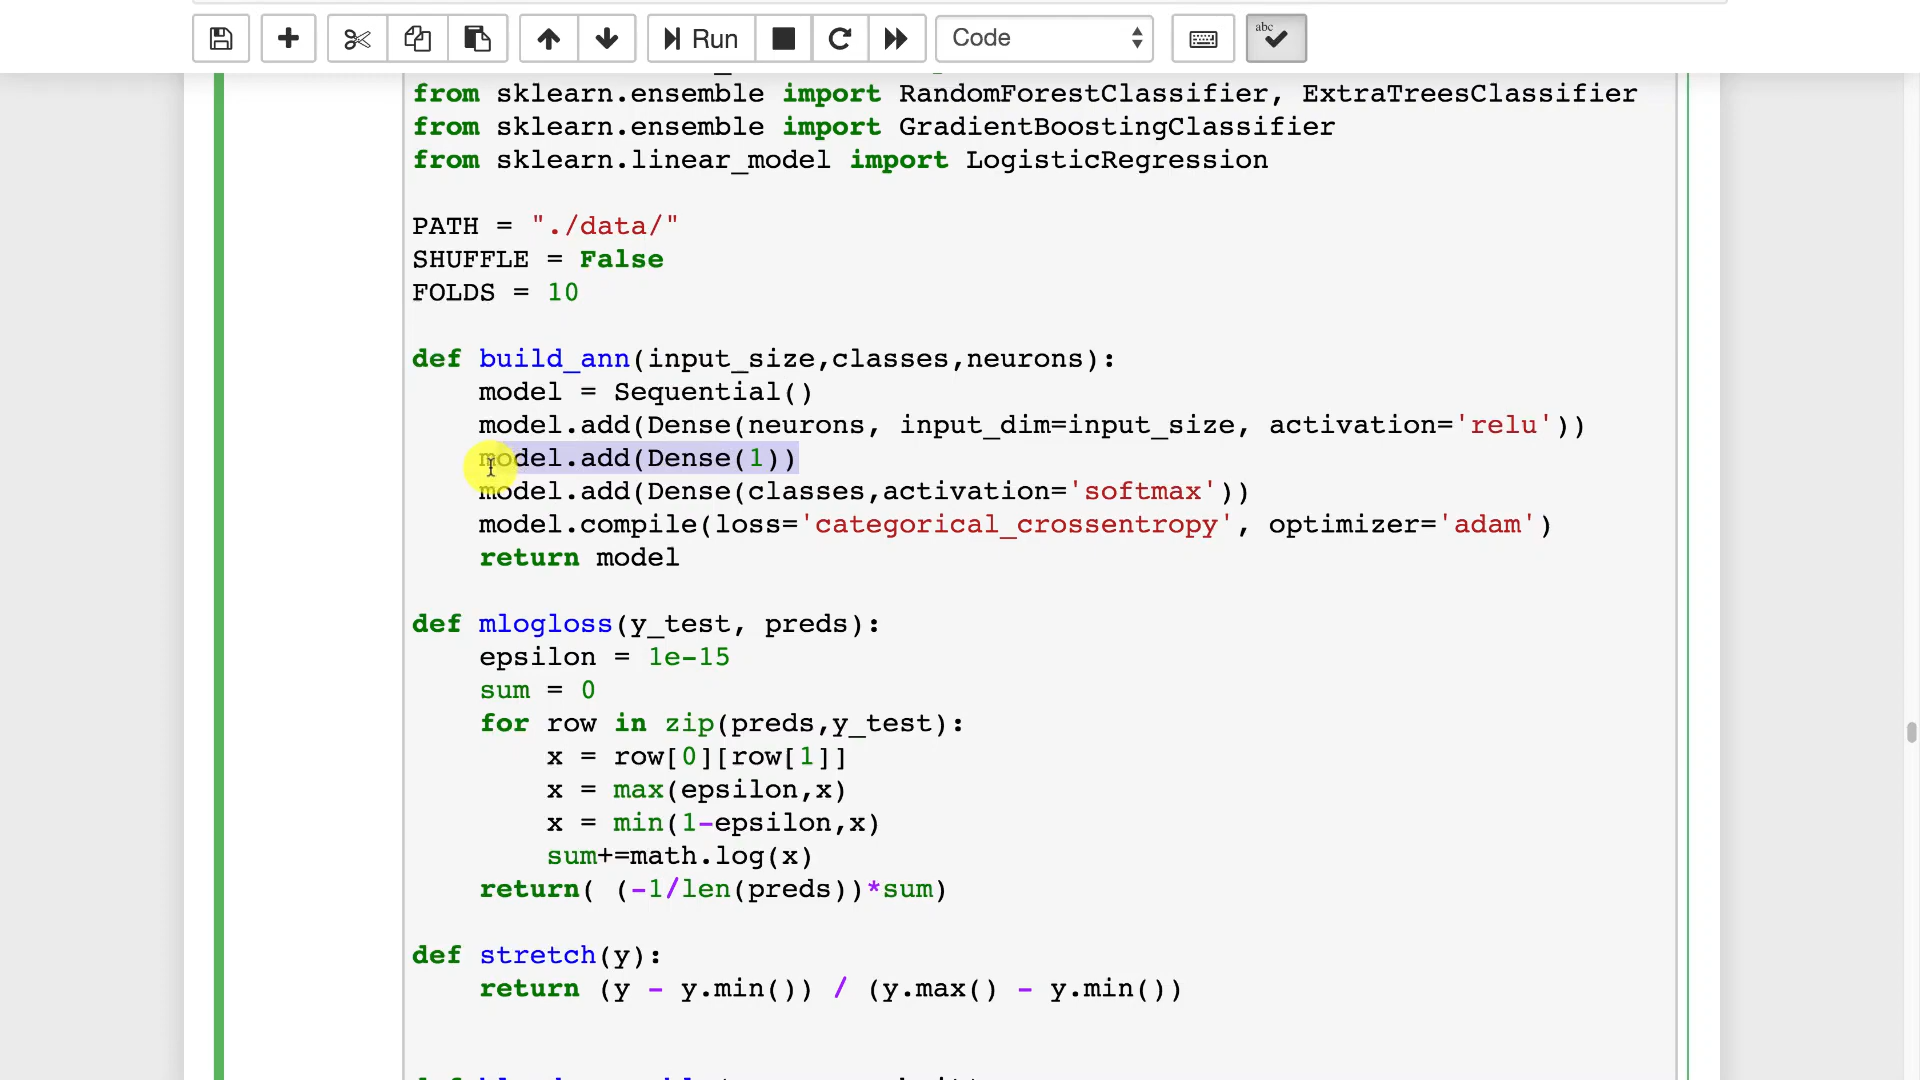 Run
Code
abc
from sklearn.ensemble import RandomForestClassifier, ExtraTreesClassifier
from sklearn.ensemble import GradientBoostingClassifier
from sklearn.linear_model import LogisticRegression
PATH = "./data/"
SHUFFLE = False
FOLDS = 10
def build_ann(input_size,classes,neurons):
    model = Sequential()
    model.add(Dense(neurons, input_dim=input_size, activation='relu'))
    model.add(Dense(1))
    model.add(Dense(classes,activation='softmax'))
    model.compile(loss='categorical_crossentropy', optimizer='adam')
    return model
def mlogloss(y_test, preds):
    epsilon = 1e-15
    sum = 0
    for row in zip(preds,y_test):
        x = row[0][row[1]]
        x = max(epsilon,x)
        x = min(1-epsilon,x)
        sum+=math.log(x)
    return( (-1/len(preds))*sum)
def stretch(y):
    return (y - y.min()) / (y.max() - y.min())